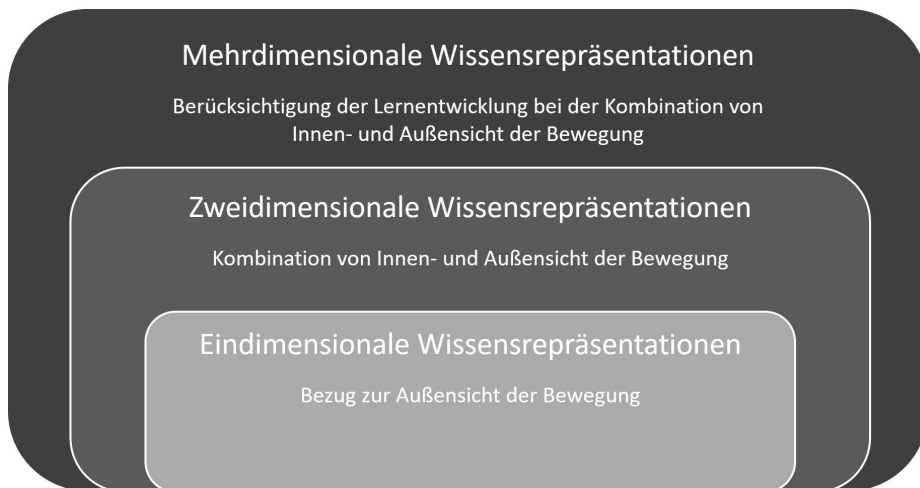 Mehrdimensionale Wissensrepräsentationen
Berücksichtigung der Lernentwicklung bei der Kombination von
Innen- und Außensicht der Bewegung
Zweidimensionale Wissensrepräsentationen
Kombination von Innen- und Außensicht der Bewegung
Eindimensionale Wissensrepräsentationen
Bezug zur Außensicht der Bewegung